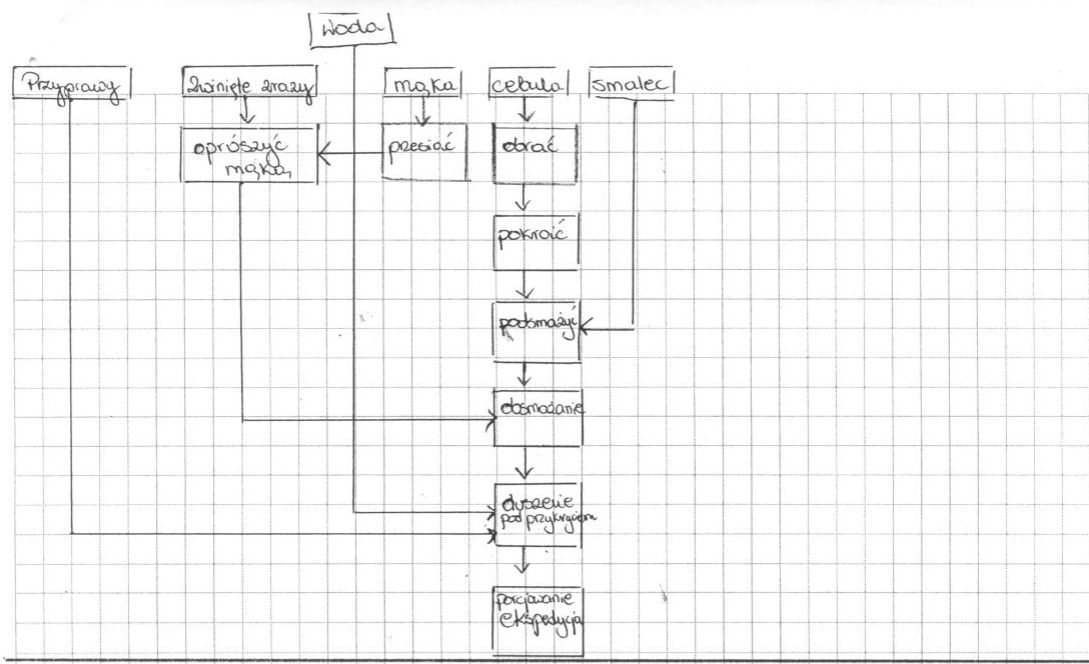 Woda
Przyprawy
Zwinięte zrazy
mąka
cebula
smalec
oprószyć
mąką
przesiać
obrać
pokroić
podsmażyć
obsmażanie
duszenie
pod przykryciem
porcjowanie
ekspedycja